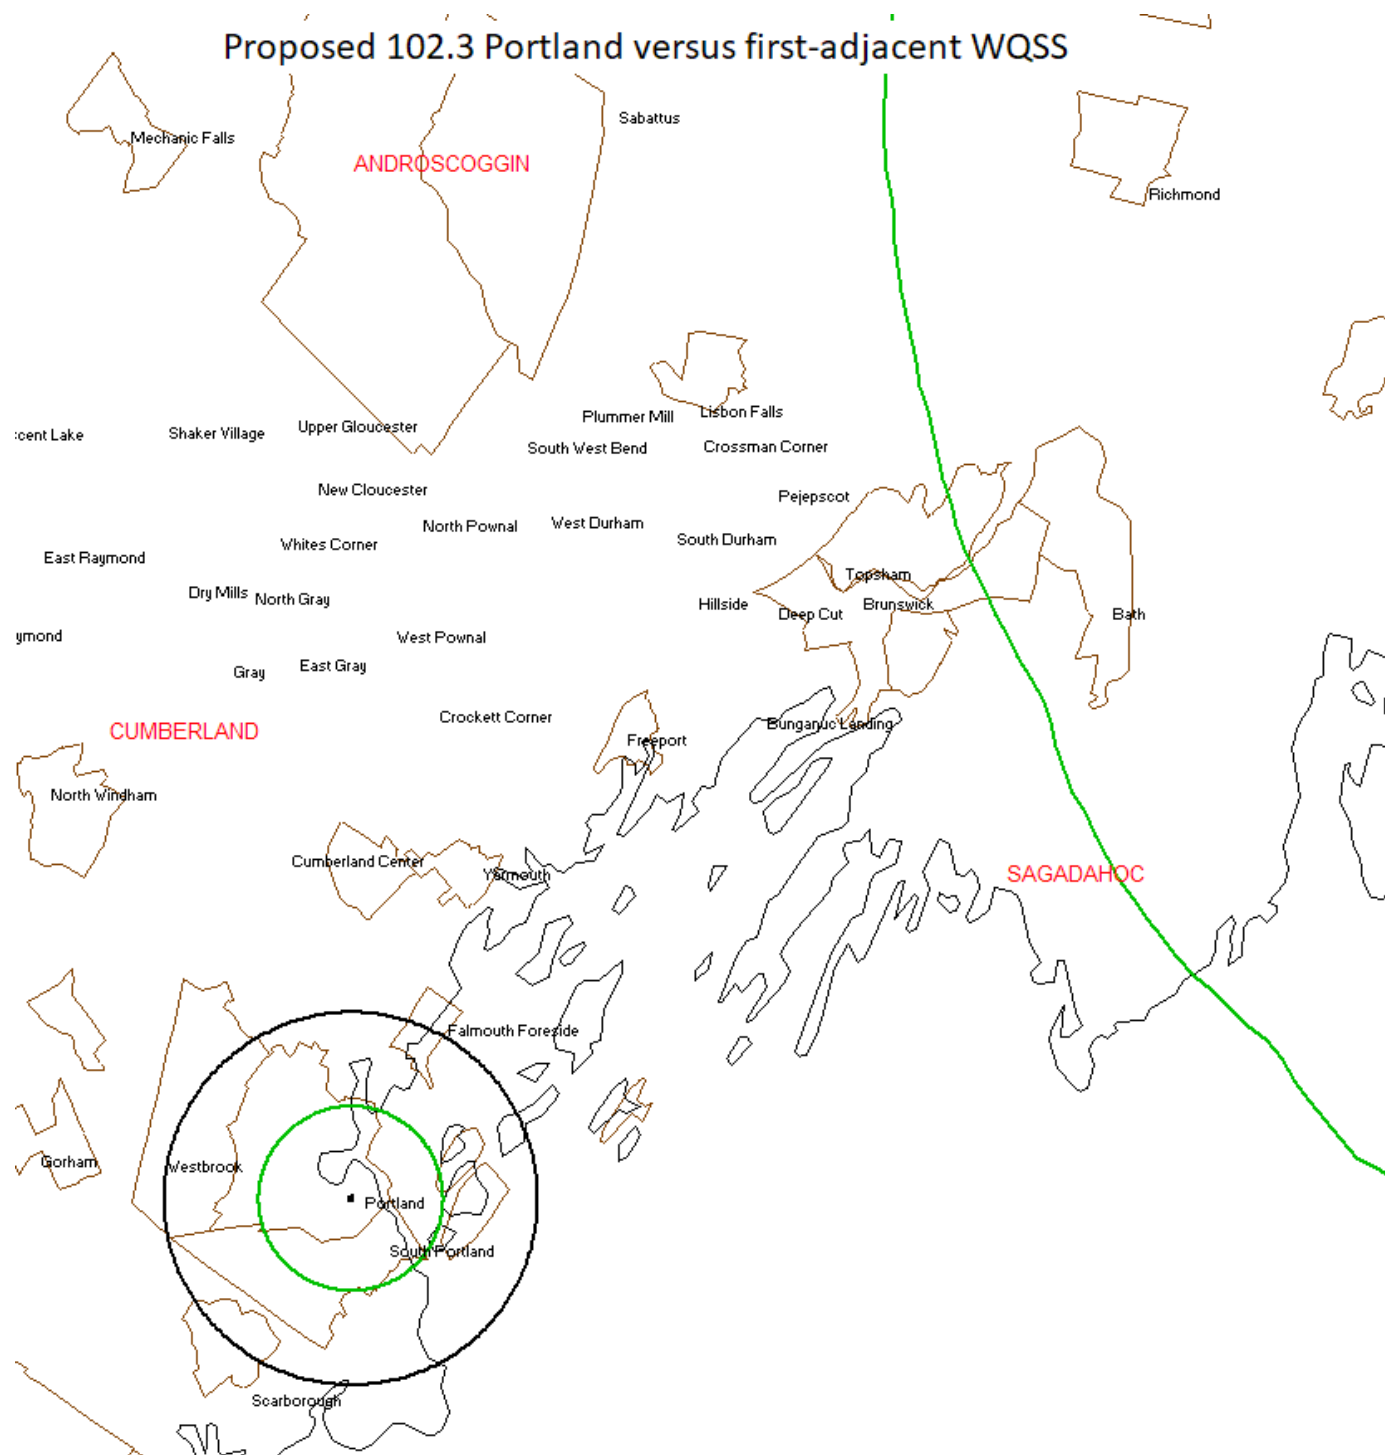 Proposed 102.3 Portland versus first-adjacent WQSS
Sabattus
Mechanic Falls
ANDROSCOGGIN
Richmond
Lisbon Falls
Plummer Mill
Upper Gloucester
Shaker Village
cent Lake
South West Bend
Crossman Corner
New Cloucester
Pejepscot
North Pownal
West Durham
South Durham
Whites Corner
East Raymond
Topsham
Dry Mills
North Gray
Hillside
Deep Cut
Brunswick
Bath
ymond
West Pownal
Gray
East Gray
Crockett Corner
Bunganuc Landing
CUMBERLAND
Freeport
North Windham
Cumberland Center
Yarmouth
SAGADAHOC
Falmouth Foreside
Gorham
Westbrook
Portland
South Portland
Scarborough